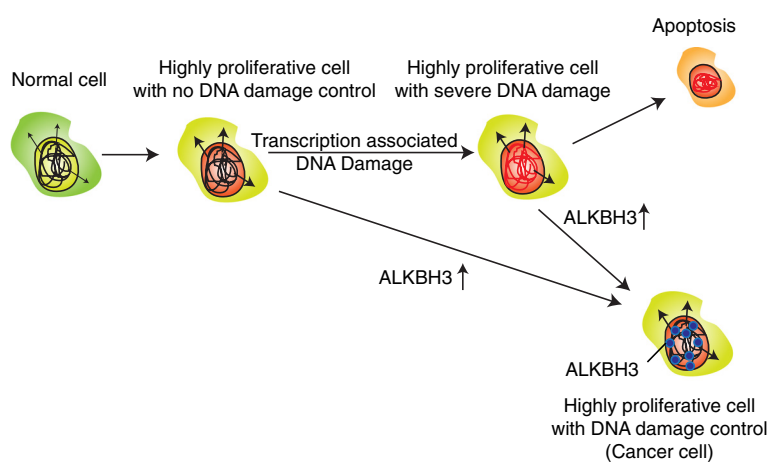 Apoptosis
Normal cell
Highly proliferative cell
with no DNA damage control
Highly proliferative cell
with severe DNA damage
Transcription associated
DNA Damage
ALKBH3↑
ALKBH3↑
ALKBH3
Highly proliferative cell
with DNA damage control
(Cancer cell)